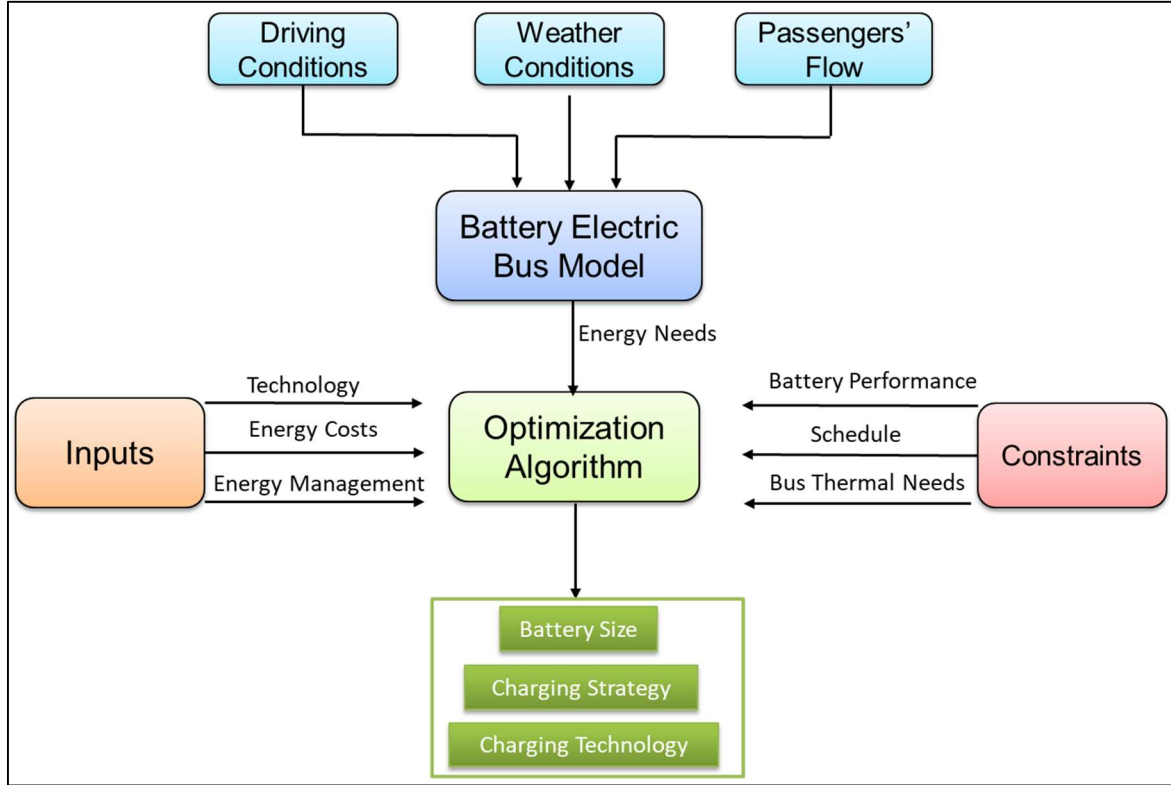 Driving
Conditions
Weather
Conditions
Passengers'
Flow
Battery Electric
Bus Model
Energy Needs
Technology
Energy Costs
Energy Management
Inputs
Optimization
Algorithm
Battery Performance
Schedule
Bus Thermal Needs
Constraints
Battery Size
Charging Strategy
Charging Technology